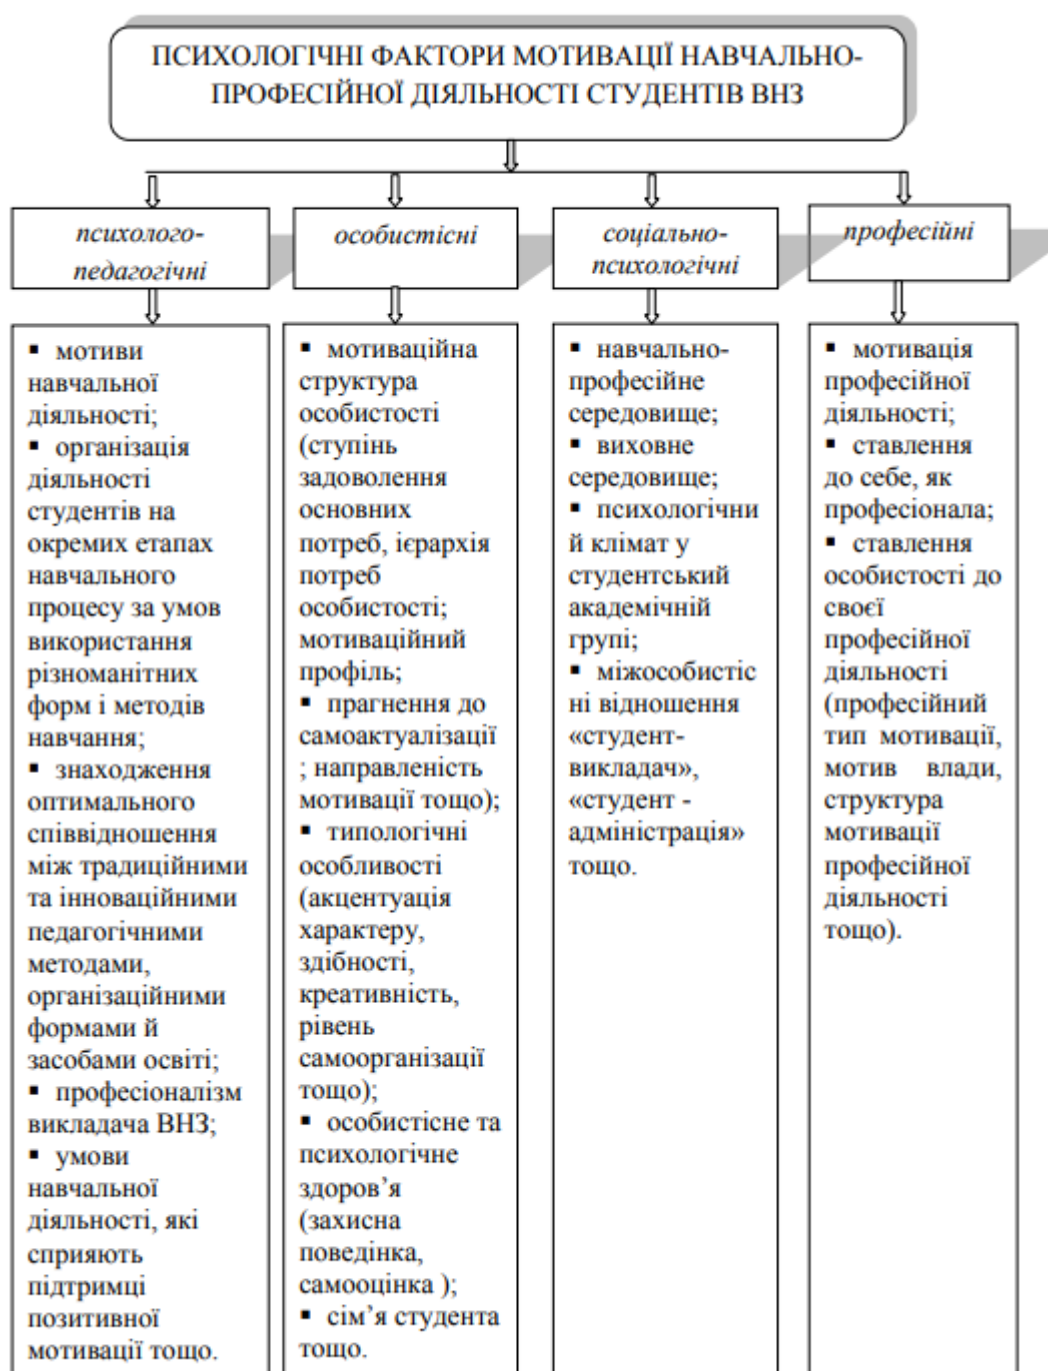 ПСИХОЛОГІЧНІ ФАКТОРИ МОТИВАЦІЇ НАВЧАЛЬНО-
ПРОФЕСІЙНОЇ ДІЯЛЬНОСТІ СТУДЕНТІВ ВНЗ
психолого-
педагогічні
особистісні
соціально-
психологічні
професійні
▪ мотиви
навчальної
діяльності;
▪ організація
діяльності
студентів на
окремих етапах
навчального
процесу за умов
використання
різноманітних
форм і методів
навчання;
▪ знаходження
оптимального
співвідношення
між традиційними
та інноваційними
педагогічними
методами,
організаційними
формами й
засобами освіті;
▪ професіоналізм
викладача ВНЗ;
▪ умови
навчальної
діяльності, які
сприяють
підтримці
позитивної
мотивації тощо.
▪ мотиваційна
структура
особистості
(ступінь
задоволення
основних
потреб, ієрархія
потреб
особистості;
мотиваційний
профіль;
▪ прагнення до
самоактуалізації
; направленість
мотивації тощо);
▪ типологічні
особливості
(акцентуація
характеру,
здібності,
креативність,
рівень
самоорганізації
тощо);
▪ особистісне та
психологічне
здоров’я
(захисна
поведінка,
самооцінка );
▪ сім’я студента
тощо.
▪ навчально-
професійне
середовище;
▪ виховне
середовище;
▪ психологічни
й клімат у
студентський
академічній
групі;
▪ міжособистіс
ні відношення
«студент-
викладач»,
«студент -
адміністрація»
тощо.
▪ мотивація
професійної
діяльності;
▪ ставлення
до себе, як
професіонала;
▪ ставлення
особистості до
своєї
професійної
діяльності
(професійний
тип мотивації,
мотив влади,
структура
мотивації
професійної
діяльності
тощо).